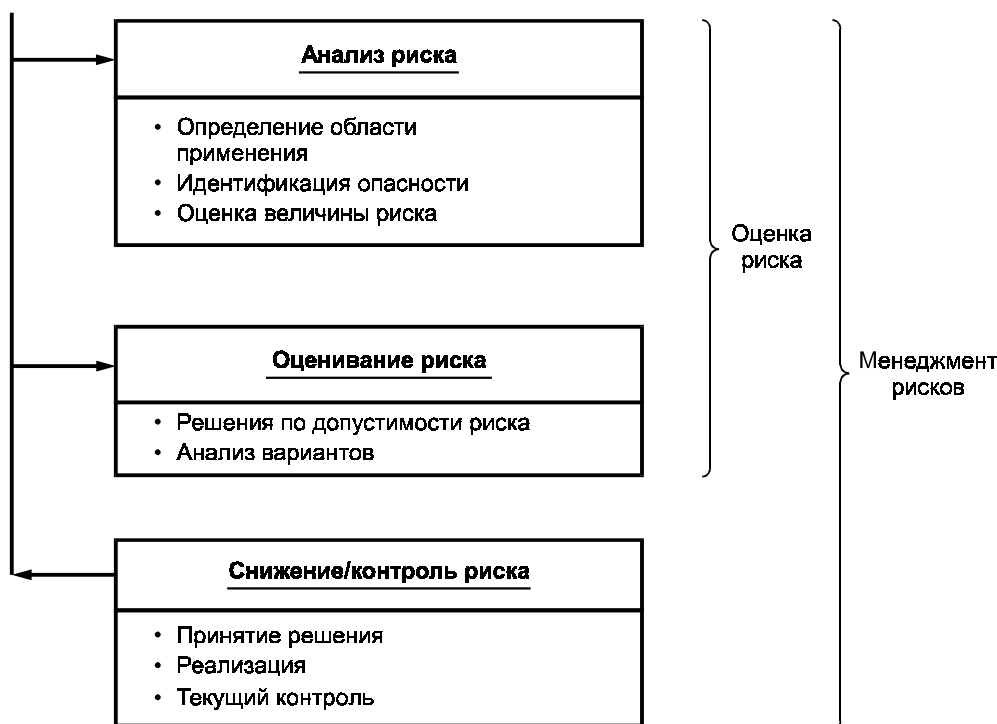 Анализ риска
• Определение области
применения
• Идентификация опасности
• Оценка величины риска
Оценка
риска
Оценивание риска
• Решения по допустимости риска
• Анализ вариантов
Менеджмент
рисков
Снижение/контроль риска
• Принятие решения
• Реализация
• Текущий контроль